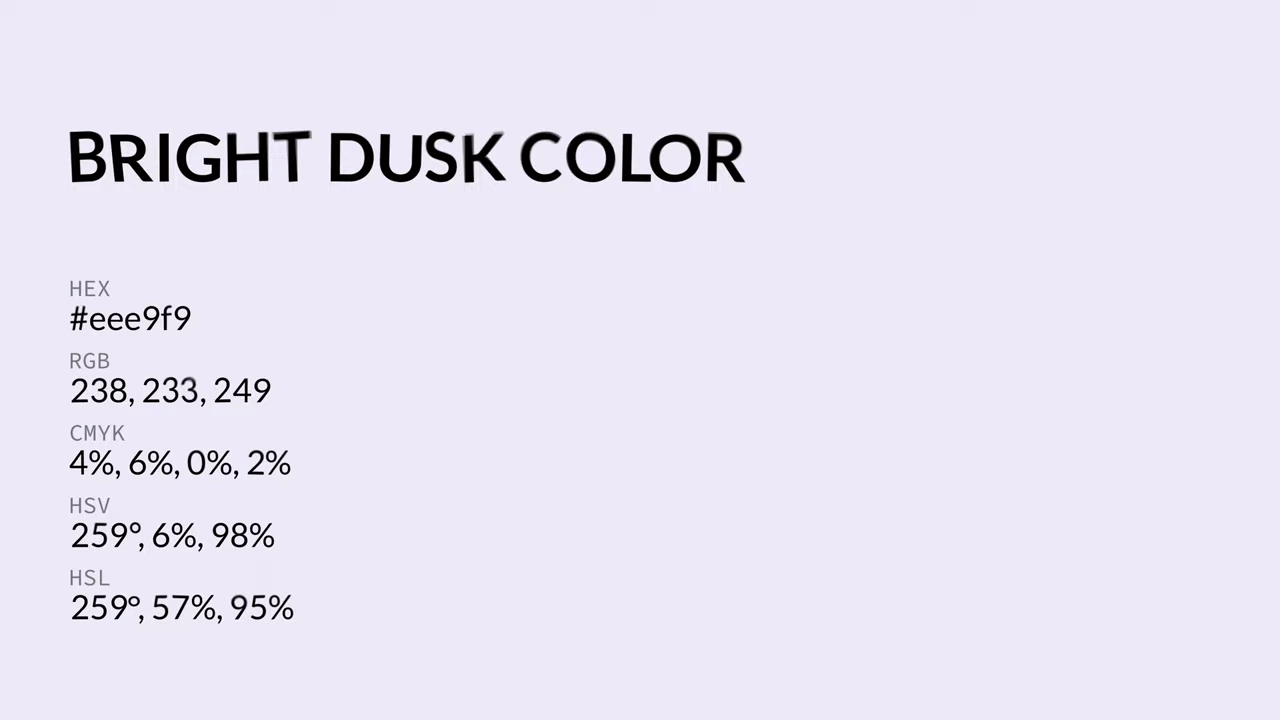 BRIGHT DUSK COLOR
HEX
#eee9f9
RGB
238, 233, 249
CMYK
4%, 6%, 0%, 2%
HSV
259°, 6%, 98%
HSL
259°, 57%, 95%